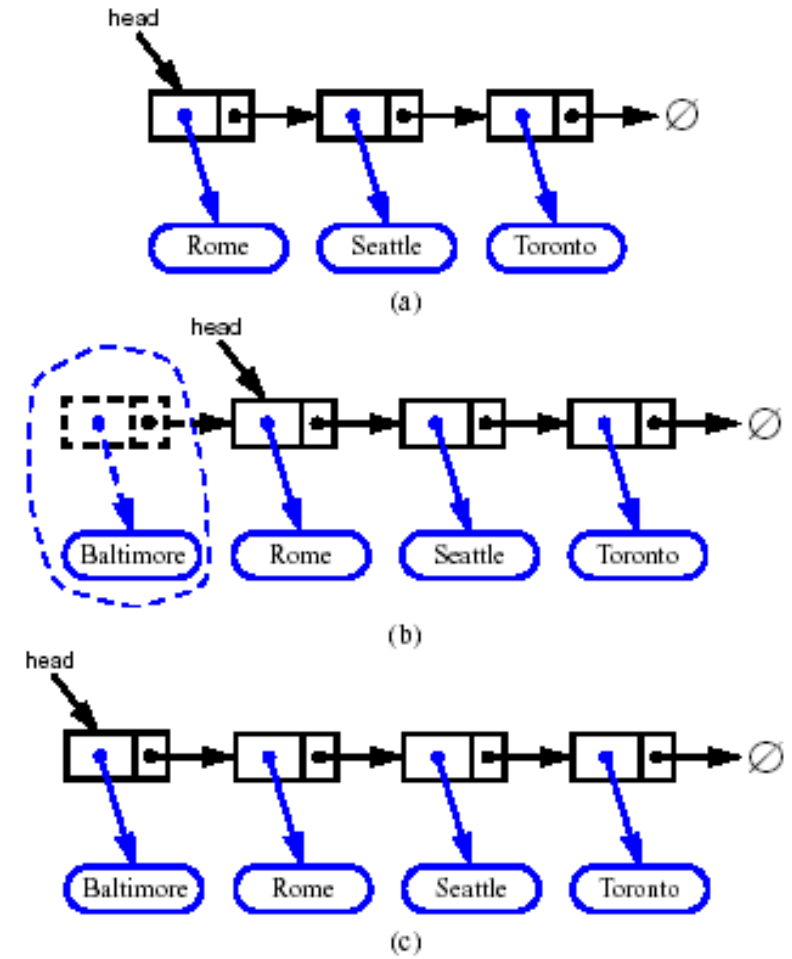 head
∅
Rome Seattle Toronto
(a)
head
∅
Baltimore Rome Seattle Toronto
(b)
head
∅
Baltimore Rome Seattle Toronto
(c)